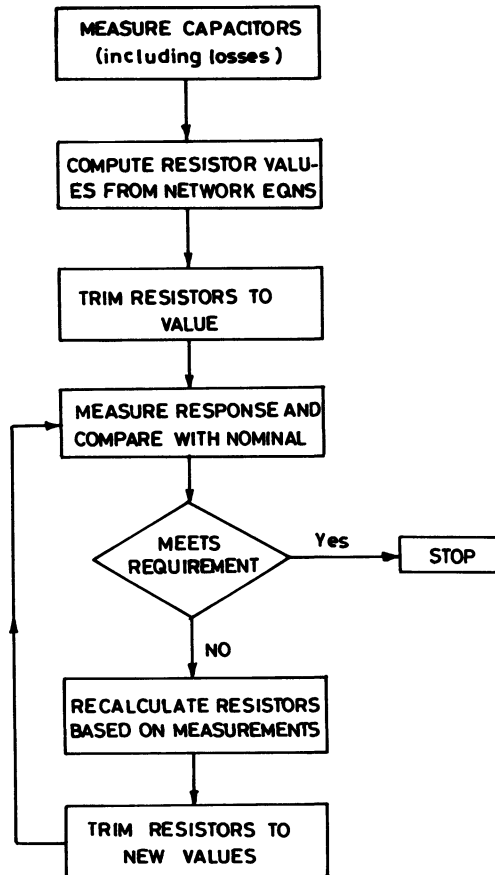 MEASURE CAPACITORS
(including losses)
COMPUTE RESISTOR VALU-
ES FROM NETWORK EQNS
TRIM RESISTORS TO
VALUE
MEASURE RESPONSE AND
COMPARE WITH NOMINAL
MEETS
REQUIREMENT
Yes
STOP
NO
RECALCULATE RESISTORS
BASED ON MEASUREMENTS
TRIM RESISTORS TO
NEW VALUES